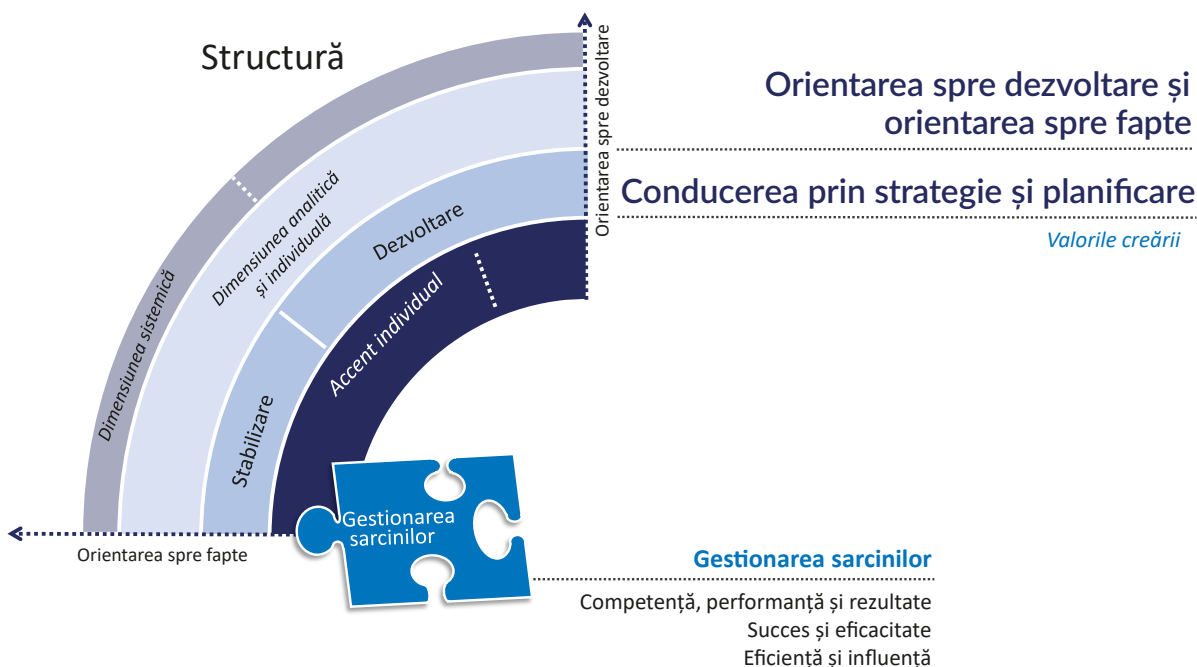 Structură
Orientarea spre dezvoltare
Orientarea spre dezvoltare și
orientarea spre fapte
Conducerea prin strategie și planificare
Valorile creării
Dimensiunea sistemică
Dimensiunea analitică
și individuală
Dezvoltare
Stabilizare
Accent individual
Gestionarea
sarcinilor
Orientarea spre fapte
Gestionarea sarcinilor
Competență, performanță și rezultate
Succes și eficacitate
Eficiență și influență